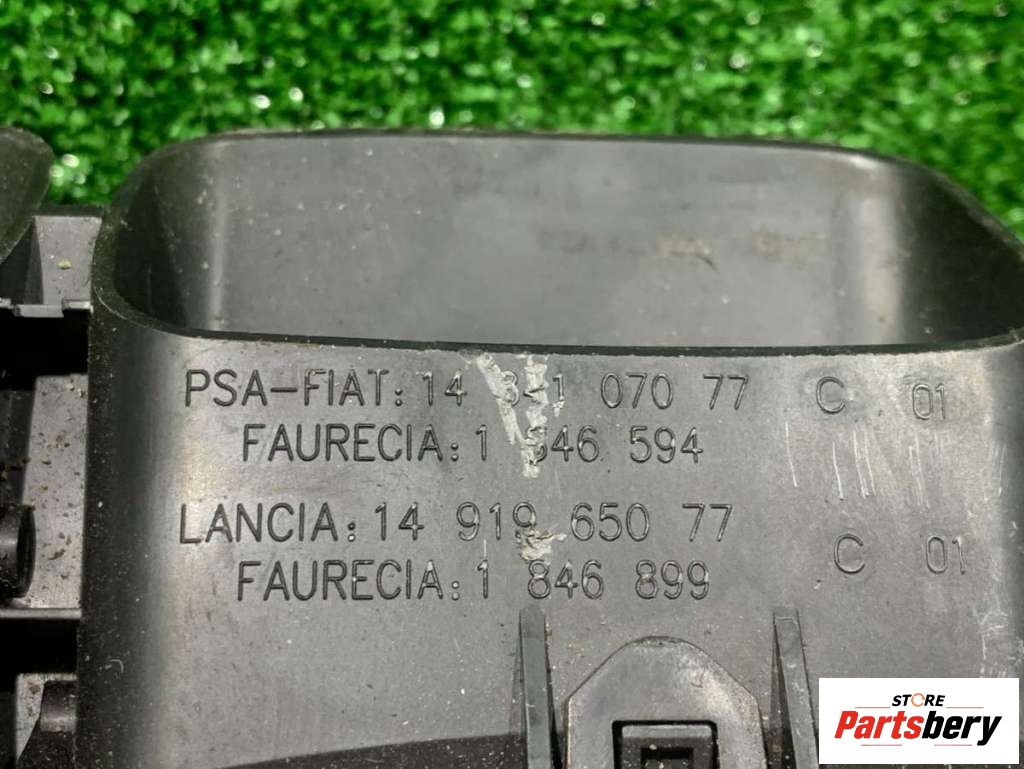 PSA-FIAT: 14 841 070 77 C 01
FAURECIA: 1 846 594
LANCIA: 14 919 650 77 C 01
FAURECIA: 1 846 899
STORE
Partsbery